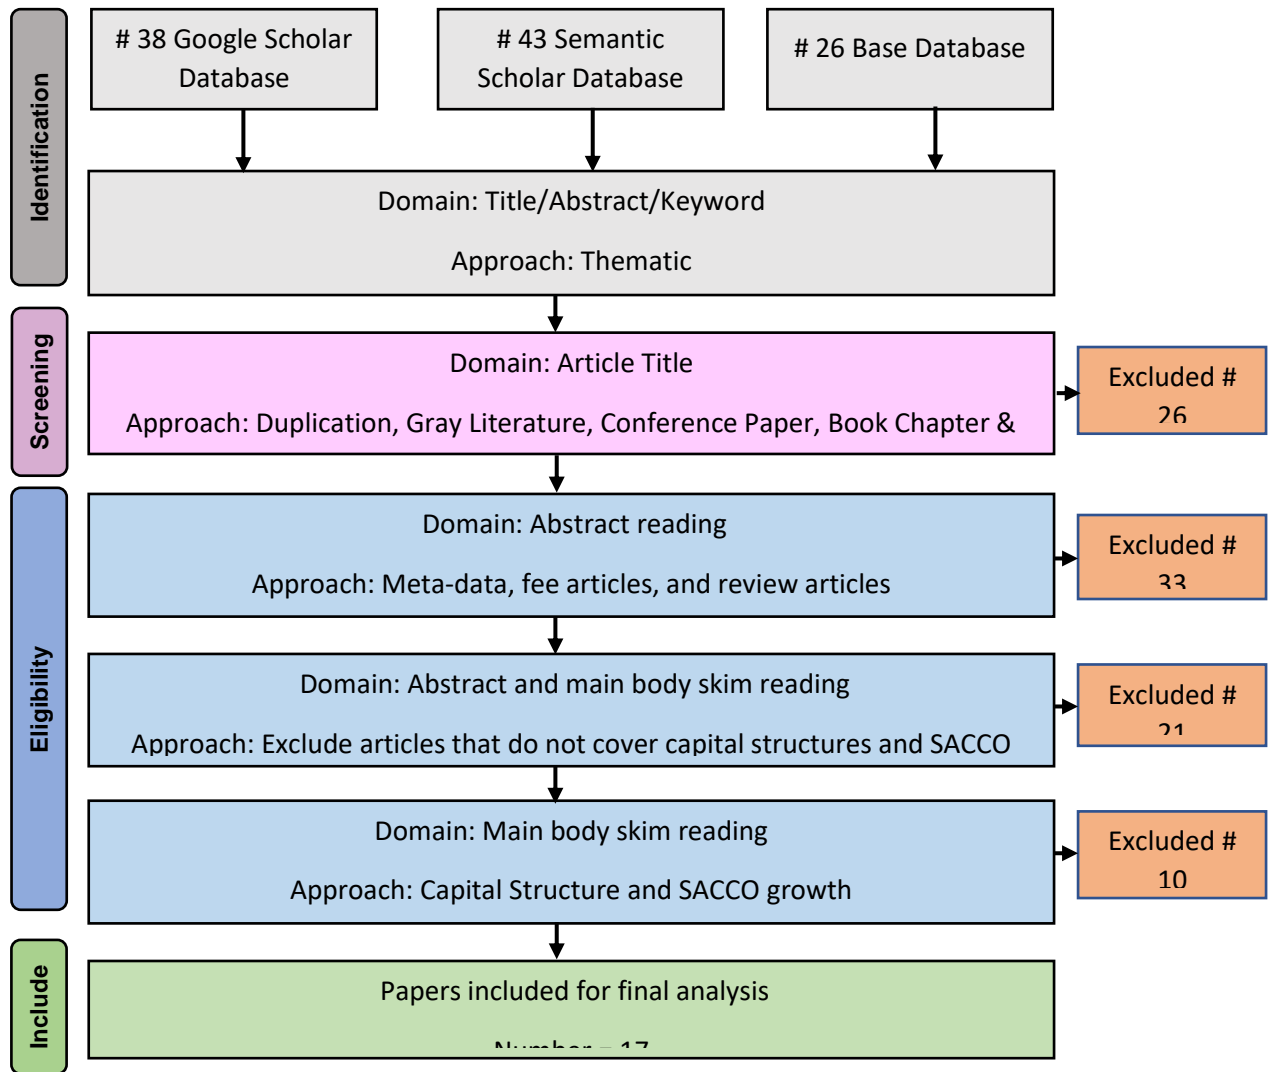 Identification
# 38 Google Scholar
Database
# 43 Semantic
Scholar Database
# 26 Base Database
Domain: Title/Abstract/Keyword
Approach: Thematic
Screening
Domain: Article Title
Approach: Duplication, Gray Literature, Conference Paper, Book Chapter &
Excluded #
26
Eligibility
Domain: Abstract reading
Approach: Meta-data, fee articles, and review articles
Excluded #
33
Domain: Abstract and main body skim reading
Approach: Exclude articles that do not cover capital structures and SACCO
Excluded #
21
Domain: Main body skim reading
Approach: Capital Structure and SACCO growth
Excluded #
10
Include
Papers included for final analysis
Number = 17